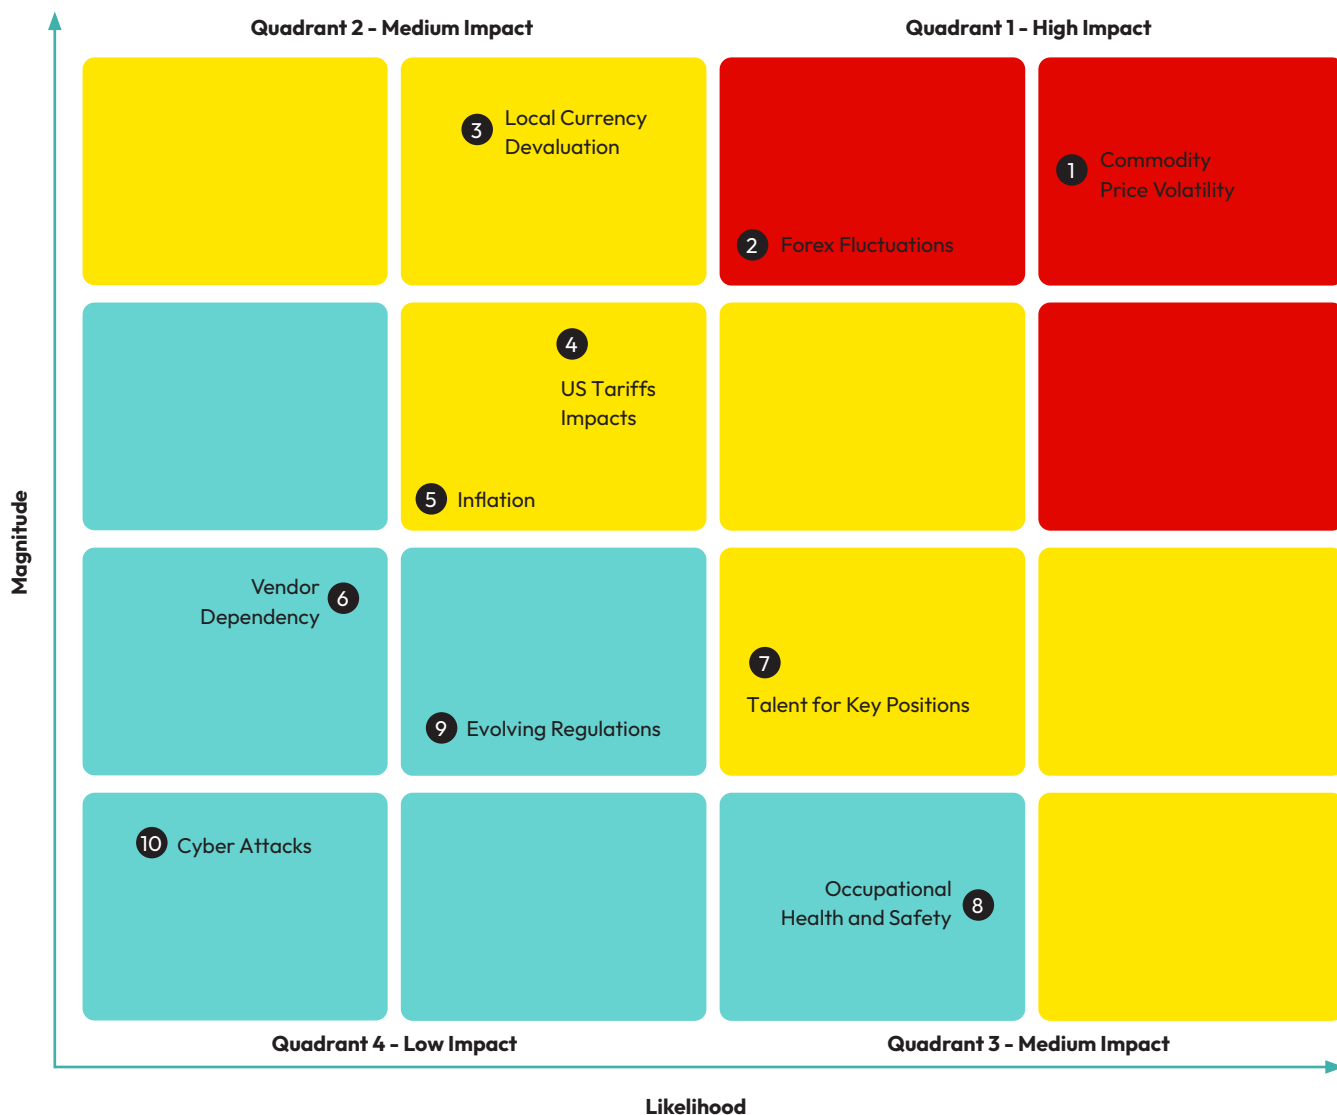 Quadrant 2 - Medium Impact
Quadrant 1 - High Impact
3
Local Currency
Devaluation
1
Commodity
Price Volatility
2
Forex Fluctuations
4
US Tariffs
Impacts
5
Inflation
Magnitude
Vendor
Dependency
6
7
Talent for Key Positions
9
Evolving Regulations
10
Cyber Attacks
Occupational
Health and Safety
8
Quadrant 4 - Low Impact
Quadrant 3 - Medium Impact
Likelihood